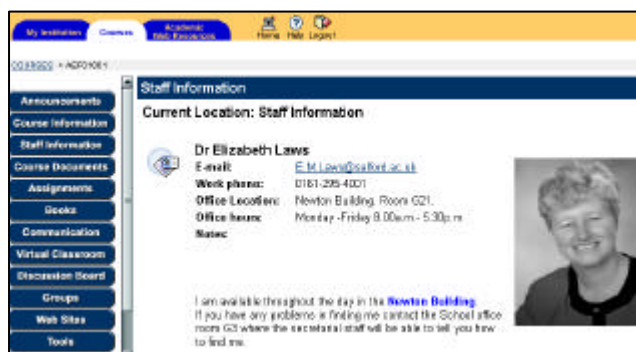 My Institution
Courses
Academic
Web Resources
Home Help Logout
COURSES > AEF01001
Announcements
Course Information
Staff Information
Course Documents
Assignments
Books
Communication
Virtual Classroom
Discussion Board
Groups
Web Sites
Tools
Staff Information
Current Location: Staff Information
Dr Elizabeth Laws
E-mail: E.M.Laws@salford.ac.uk
Work phone: 0161-295-4001
Office Location: Newton Building, Room G21,
Office hours: Monday -Friday 9.00a.m - 5.30p.m
Notes:
I am available throughout the day in the Newton Building.
If you have any problems in finding me contact the School office
room G3 where the secretarial staff will be able to tell you how
to find me.